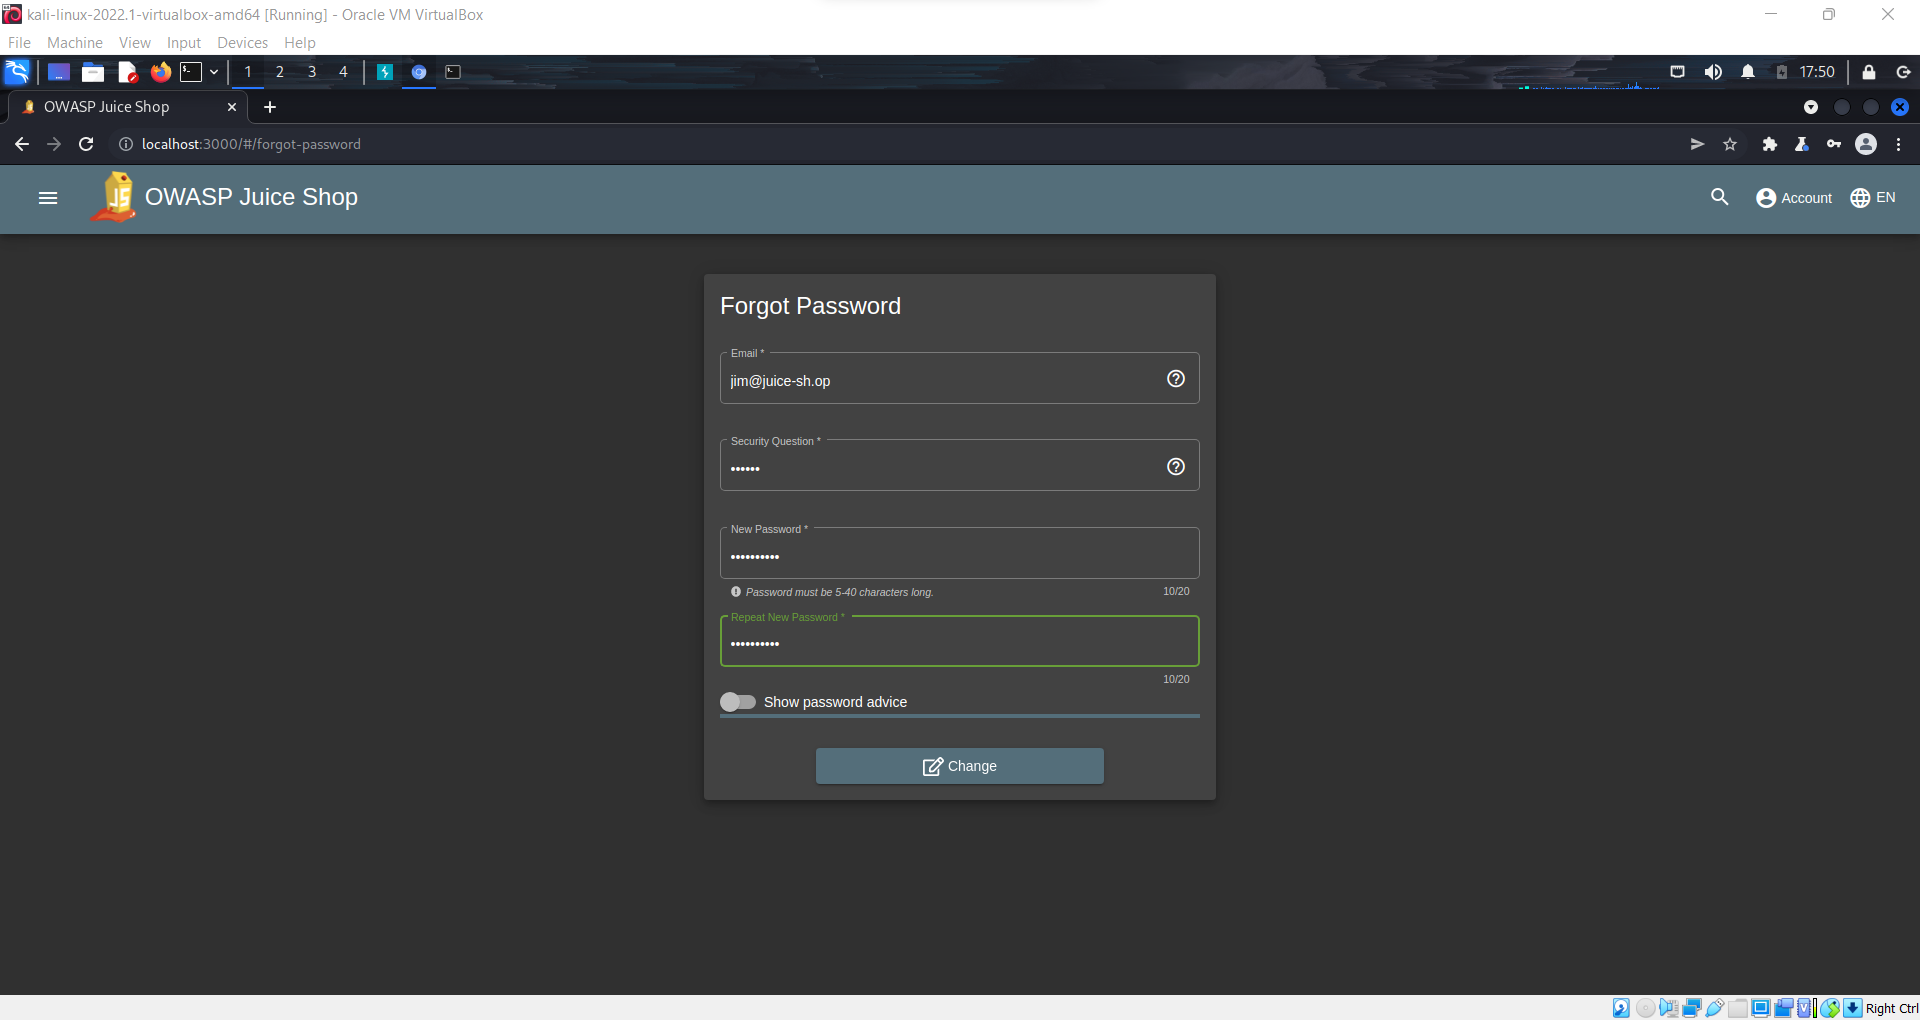 kali-linux-2022.1-virtualbox-amd64 [Running] - Oracle VM VirtualBox
File Machine View Input Devices Help
1 2 3 4 17:50
OWASP Juice Shop
localhost:3000/#/forgot-password
OWASP Juice Shop Account EN
Forgot Password
Email *
jim@juice-sh.op
Security Question *
••••••
New Password *
••••••••••
Password must be 5-40 characters long. 10/20
Repeat New Password *
••••••••••
10/20
Show password advice
Change
Right Ctrl